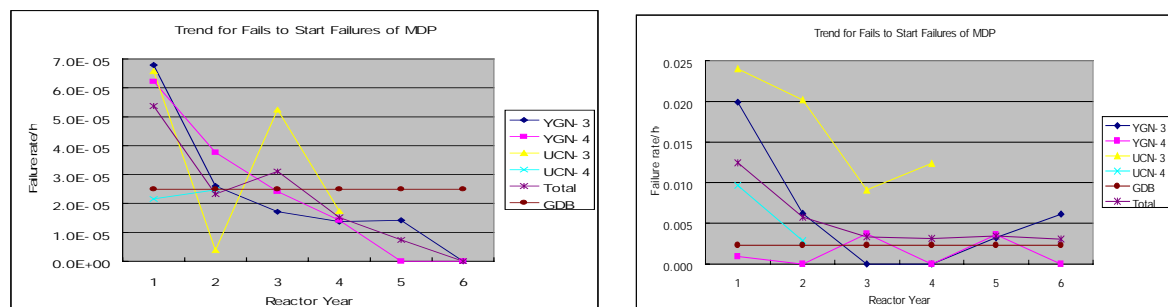 Trend for Fails to Start Failures of MDP
7.0E-05
6.0E-05
5.0E-05
4.0E-05
3.0E-05
2.0E-05
1.0E-05
0.0E+00
Failure rate/h
1
2
3
4
5
6
Reactor Year
YGN-3
YGN-4
UCN-3
UCN-4
Total
GDB
Trend for Fails to Start Failures of MDP
0.025
0.020
0.015
0.010
0.005
0.000
Failure rate/h
1
2
3
4
5
6
Reactor Year
YGN-3
YGN-4
UCN-3
UCN-4
GDB
Total